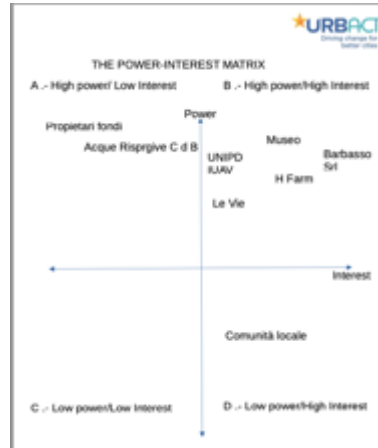 URBACT
Driving change for
better cities
THE POWER-INTEREST MATRIX
A .- High power/ Low Interest
B .- High power/High Interest
Power
Propietari fondi
Acque Risprgive C d B
UNIPD
IUAV
Museo
Barbasso
Srl
H Farm
Le Vie
Interest
Comunità locale
C .- Low power/Low Interest
D .- Low power/High Interest